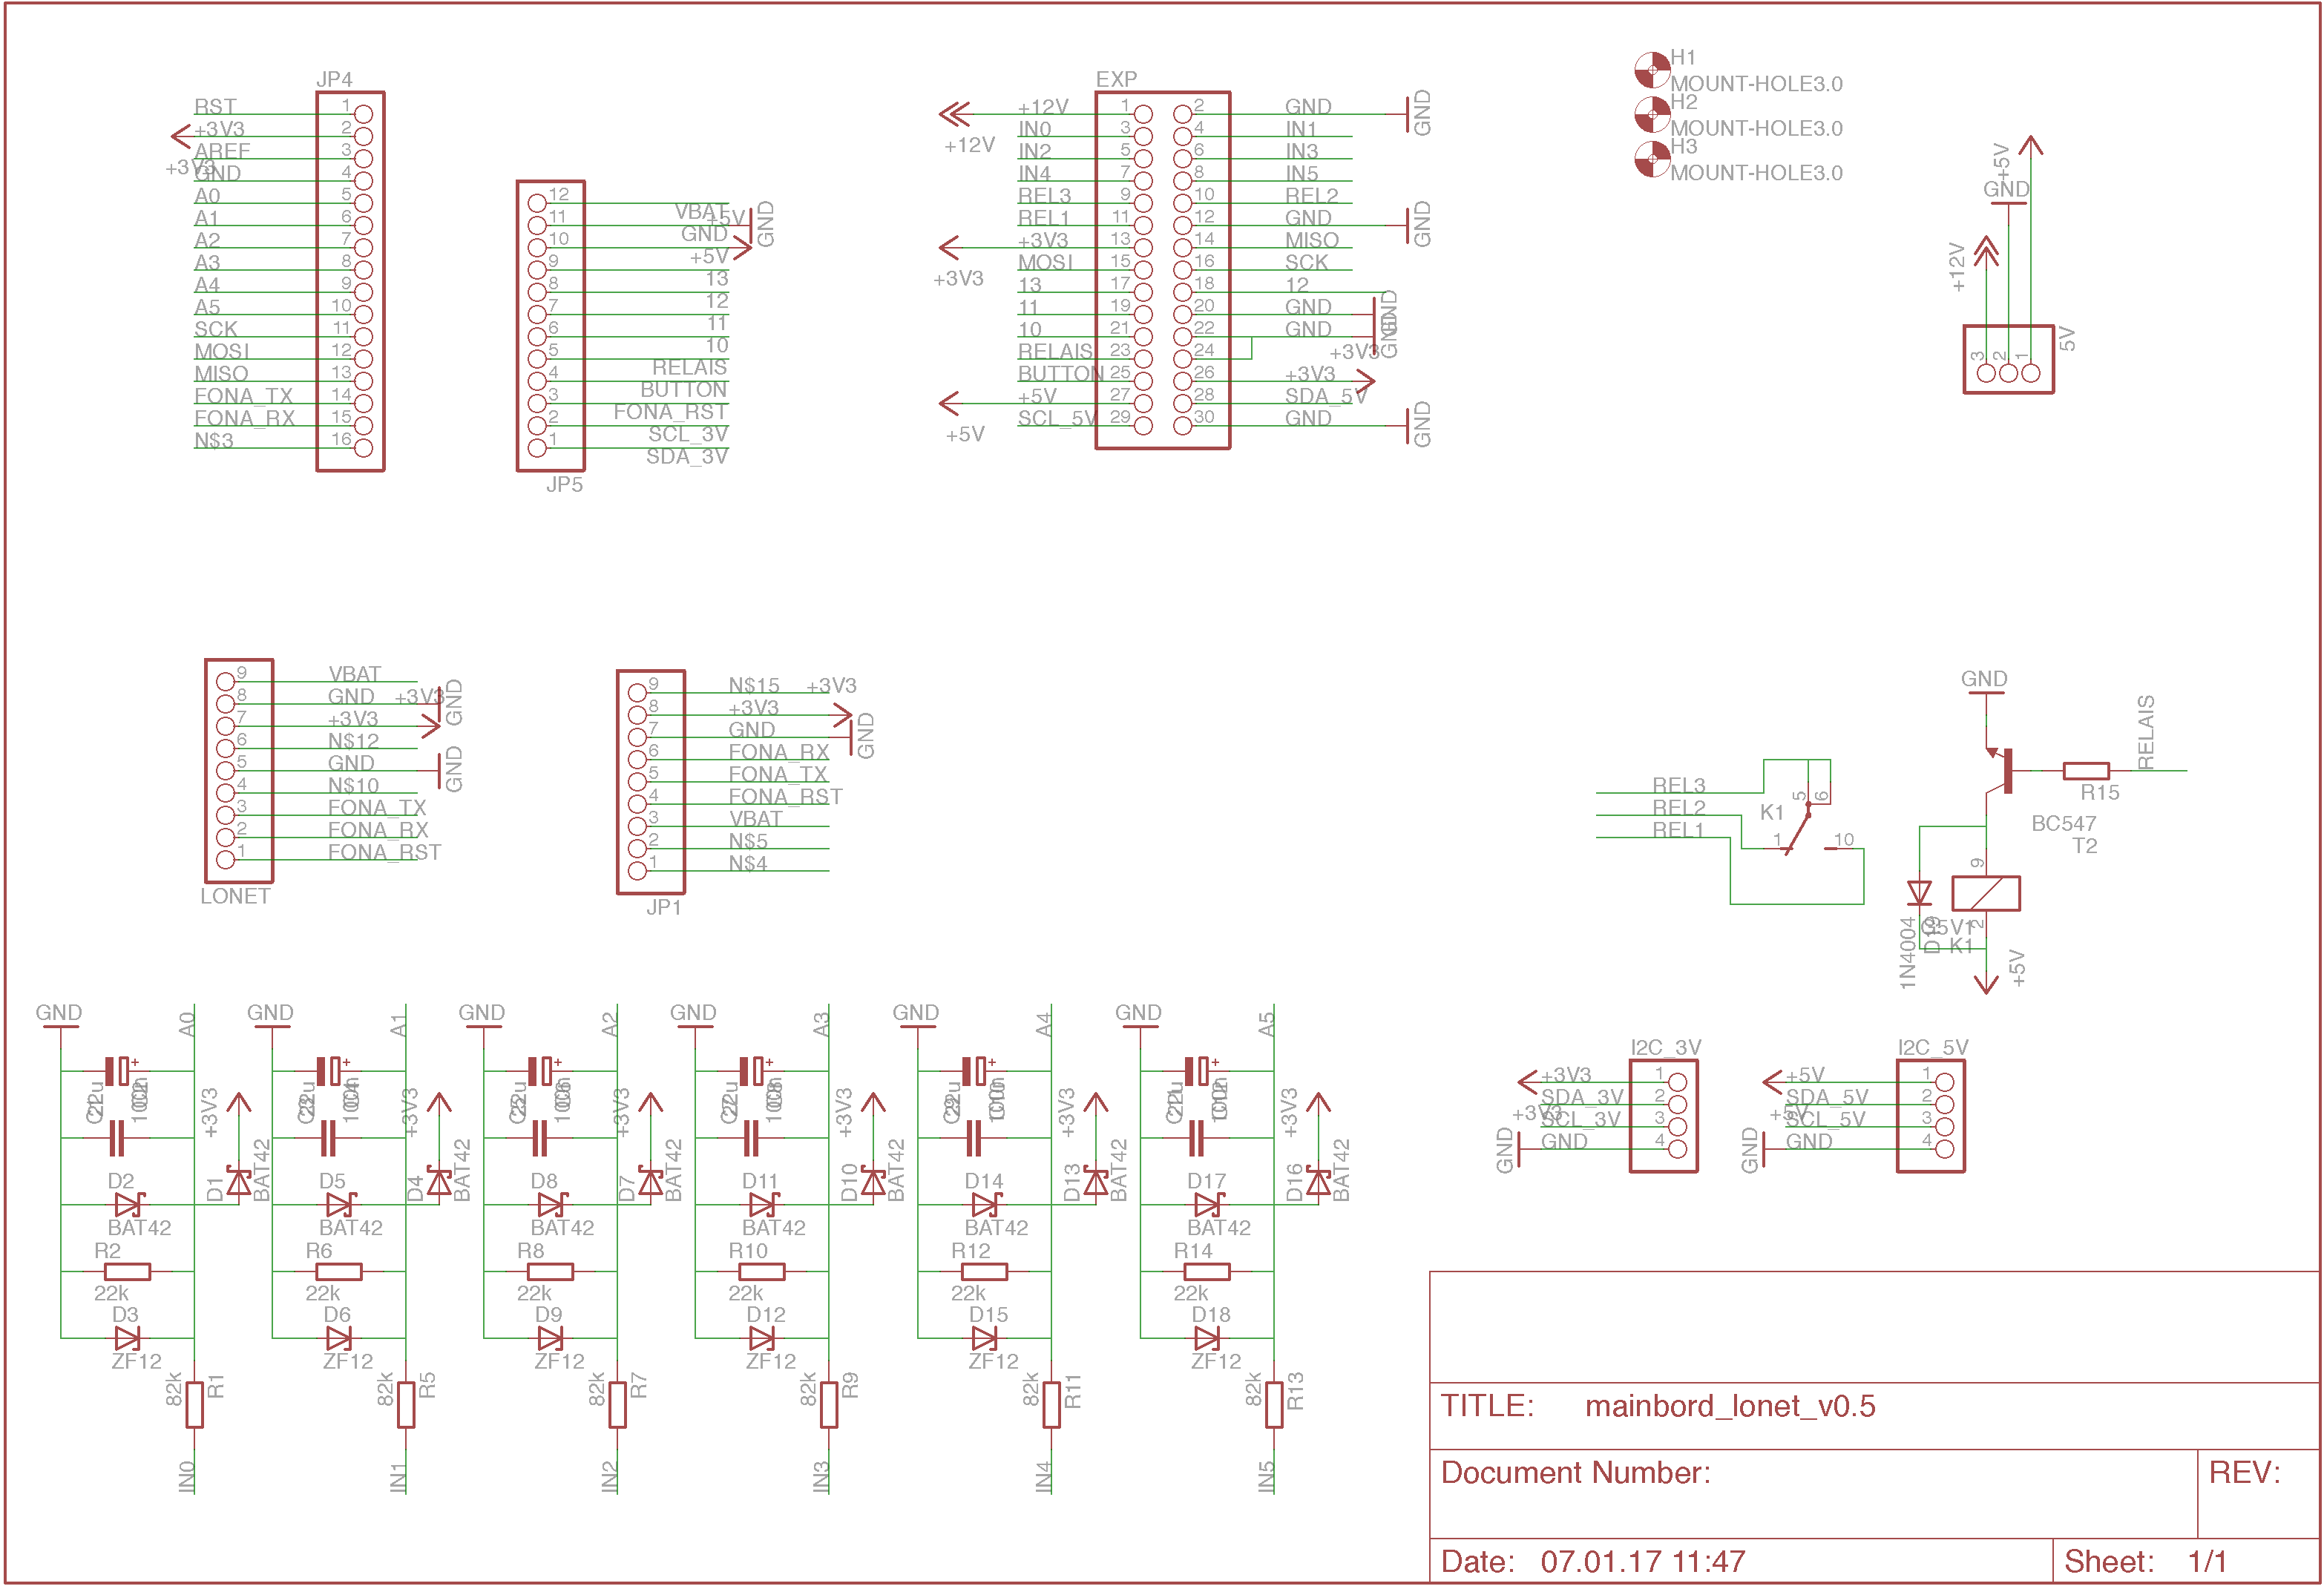 JP4
RST 1
+3V3 2
AREF 3
+3V3
GND 4
A0 5
A1 6
A2 7
A3 8
A4 9
A5 10
SCK 11
MOSI 12
MISO 13
FONA_TX 14
FONA_RX 15
N$3 16
12 VBAT
+5V
11 GND
GND
10 +5V
9 13
8 12
7 11
6 10
5 RELAIS
4 BUTTON
3 FONA_RST
2 SCL_3V
1 SDA_3V
JP5
EXP
+12V 1 2 GND
GND
+12V
IN0 3 4 IN1
IN2 5 6 IN3
IN4 7 8 IN5
REL3 9 10 REL2
REL1 11 12 GND
GND
+3V3 13 14 MISO
+3V3
MOSI 15 16 SCK
13 17 18 12
11 19 20 GND
GND
10 21 22 GND
GND
RELAIS 23 24
+3V3
BUTTON 25 26 +3V3
+5V 27 28 SDA_5V
+5V
SCL_5V 29 30 GND
GND
H1
MOUNT-HOLE3.0
H2
MOUNT-HOLE3.0
H3
MOUNT-HOLE3.0
+5V
GND
+12V
3 2 1
5V
9 VBAT
8 GND
+3V3
GND
7 +3V3
6 N$12
5 GND
GND
4 N$10
3 FONA_TX
2 FONA_RX
1 FONA_RST
LONET
9 N$15
+3V3
8 +3V3
7 GND
GND
6 FONA_RX
5 FONA_TX
4 FONA_RST
3 VBAT
2 N$5
1 N$4
JP1
REL3
REL2
REL1
K1
5 6
1 10
GND
RELAIS
R15
BC547
T2
9
2
G5V1
K1
1N4004
+5V
I2C_3V
+3V3 1
SDA_3V 2
+3V3
SCL_3V 3
GND 4
GND
I2C_5V
+5V 1
SDA_5V 2
+5V
SCL_5V 3
GND 4
GND
GND A0
+
22u
100n
+3V3
D2
BAT42
D1
BAT42
R2
22k
D3
ZF12
82k R1
IN0
GND A1
+
22u
100n
+3V3
D5
BAT42
D4
BAT42
R6
22k
D6
ZF12
82k R5
IN1
GND A2
+
22u
100n
+3V3
D8
BAT42
D7
BAT42
R8
22k
D9
ZF12
82k R7
IN2
GND A3
+
22u
100n
+3V3
D11
BAT42
D10
BAT42
R10
22k
D12
ZF12
82k R9
IN3
GND A4
+
22u
100n
+3V3
D14
BAT42
D13
BAT42
R12
22k
D15
ZF12
82k R11
IN4
GND A5
+
22u
100n
+3V3
D17
BAT42
D16
BAT42
R14
22k
D18
ZF12
82k R13
IN5
TITLE: mainbord_lonet_v0.5
Document Number:
REV:
Date: 07.01.17 11:47
Sheet: 1/1